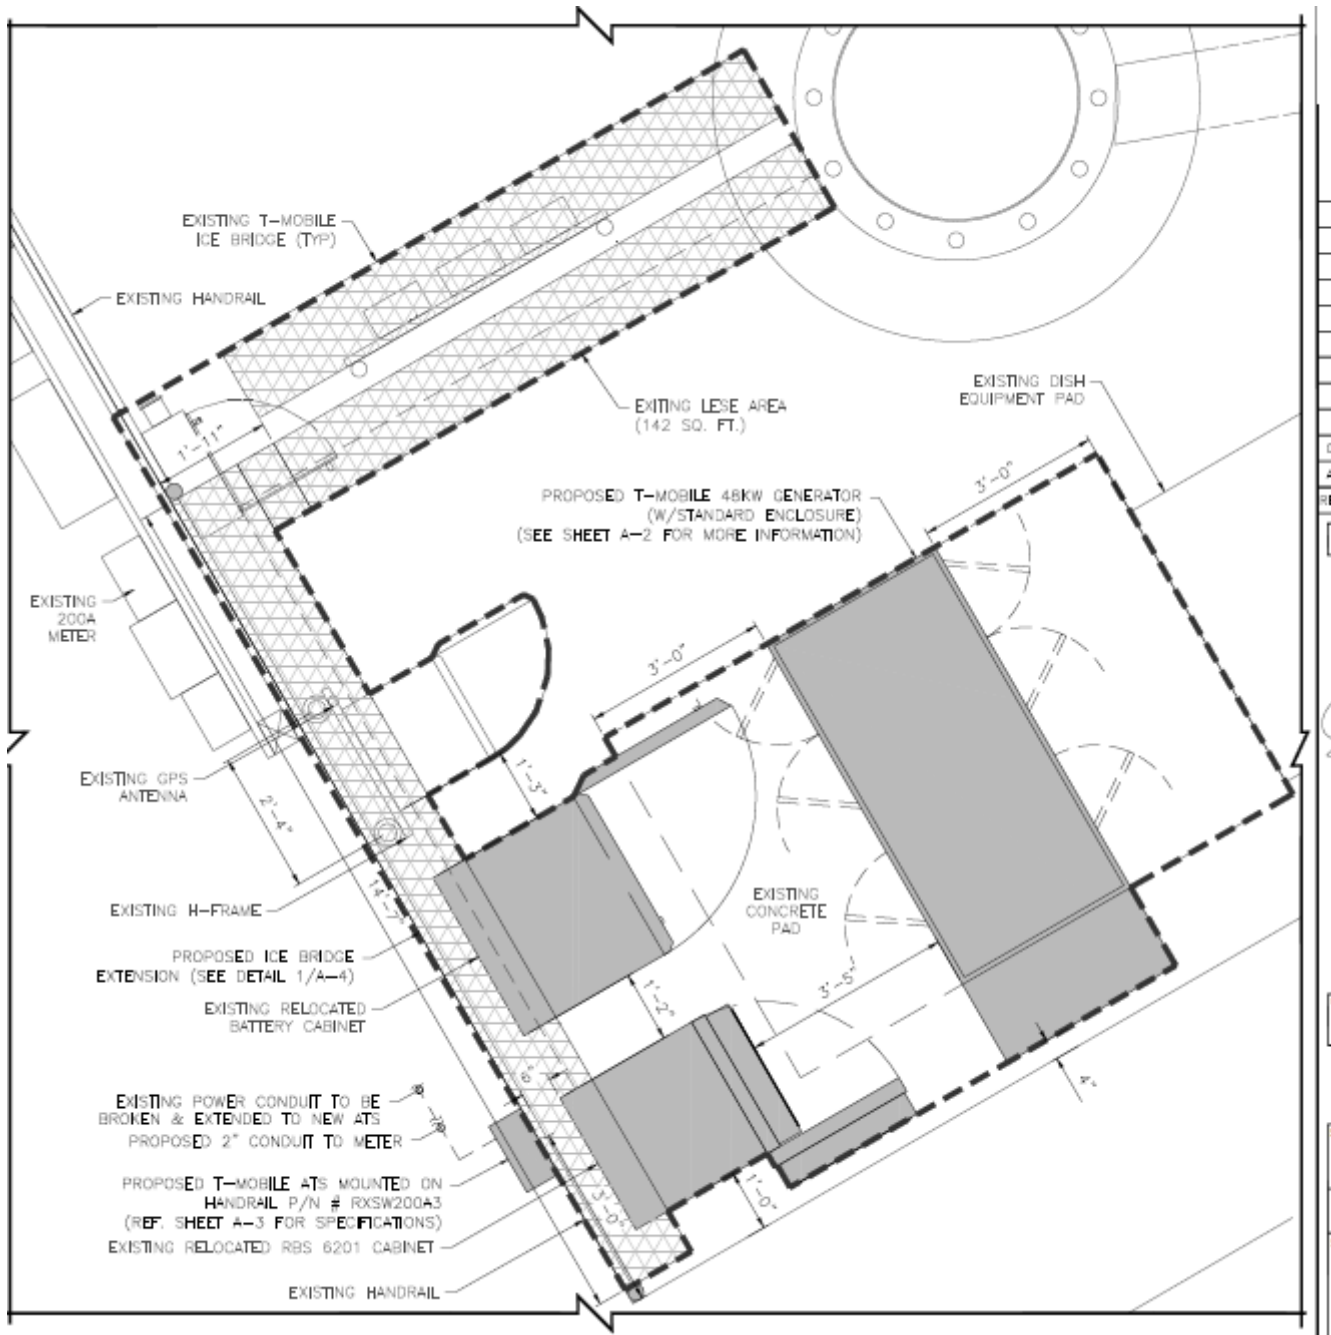 EXISTING T-MOBILE
ICE BRIDGE (TYP)
EXISTING HANDRAIL
EXISTING DISH
EQUIPMENT PAD
EXITING LESE AREA
(142 SQ. FT.)
1'-11"
3'-0"
PROPOSED T-MOBILE 48KW GENERATOR
(W/STANDARD ENCLOSURE)
(SEE SHEET A-2 FOR MORE INFORMATION)
EXISTING
200A
METER
3'-0"
EXISTING GPS
ANTENNA
1'-3"
2'-4"
14'-7"
EXISTING H-FRAME
EXISTING
CONCRETE
PAD
PROPOSED ICE BRIDGE
EXTENSION (SEE DETAIL 1/A-4)
EXISTING RELOCATED
BATTERY CABINET
1'-2"
3'-5"
6"
4"
EXISTING POWER CONDUIT TO BE
BROKEN & EXTENDED TO NEW ATS
PROPOSED 2" CONDUIT TO METER
PROPOSED T-MOBILE ATS MOUNTED ON
HANDRAIL P/N # RXSW200A3
(REF. SHEET A-3 FOR SPECIFICATIONS)
3'-0"
1'-0"
EXISTING RELOCATED RBS 6201 CABINET
EXISTING HANDRAIL